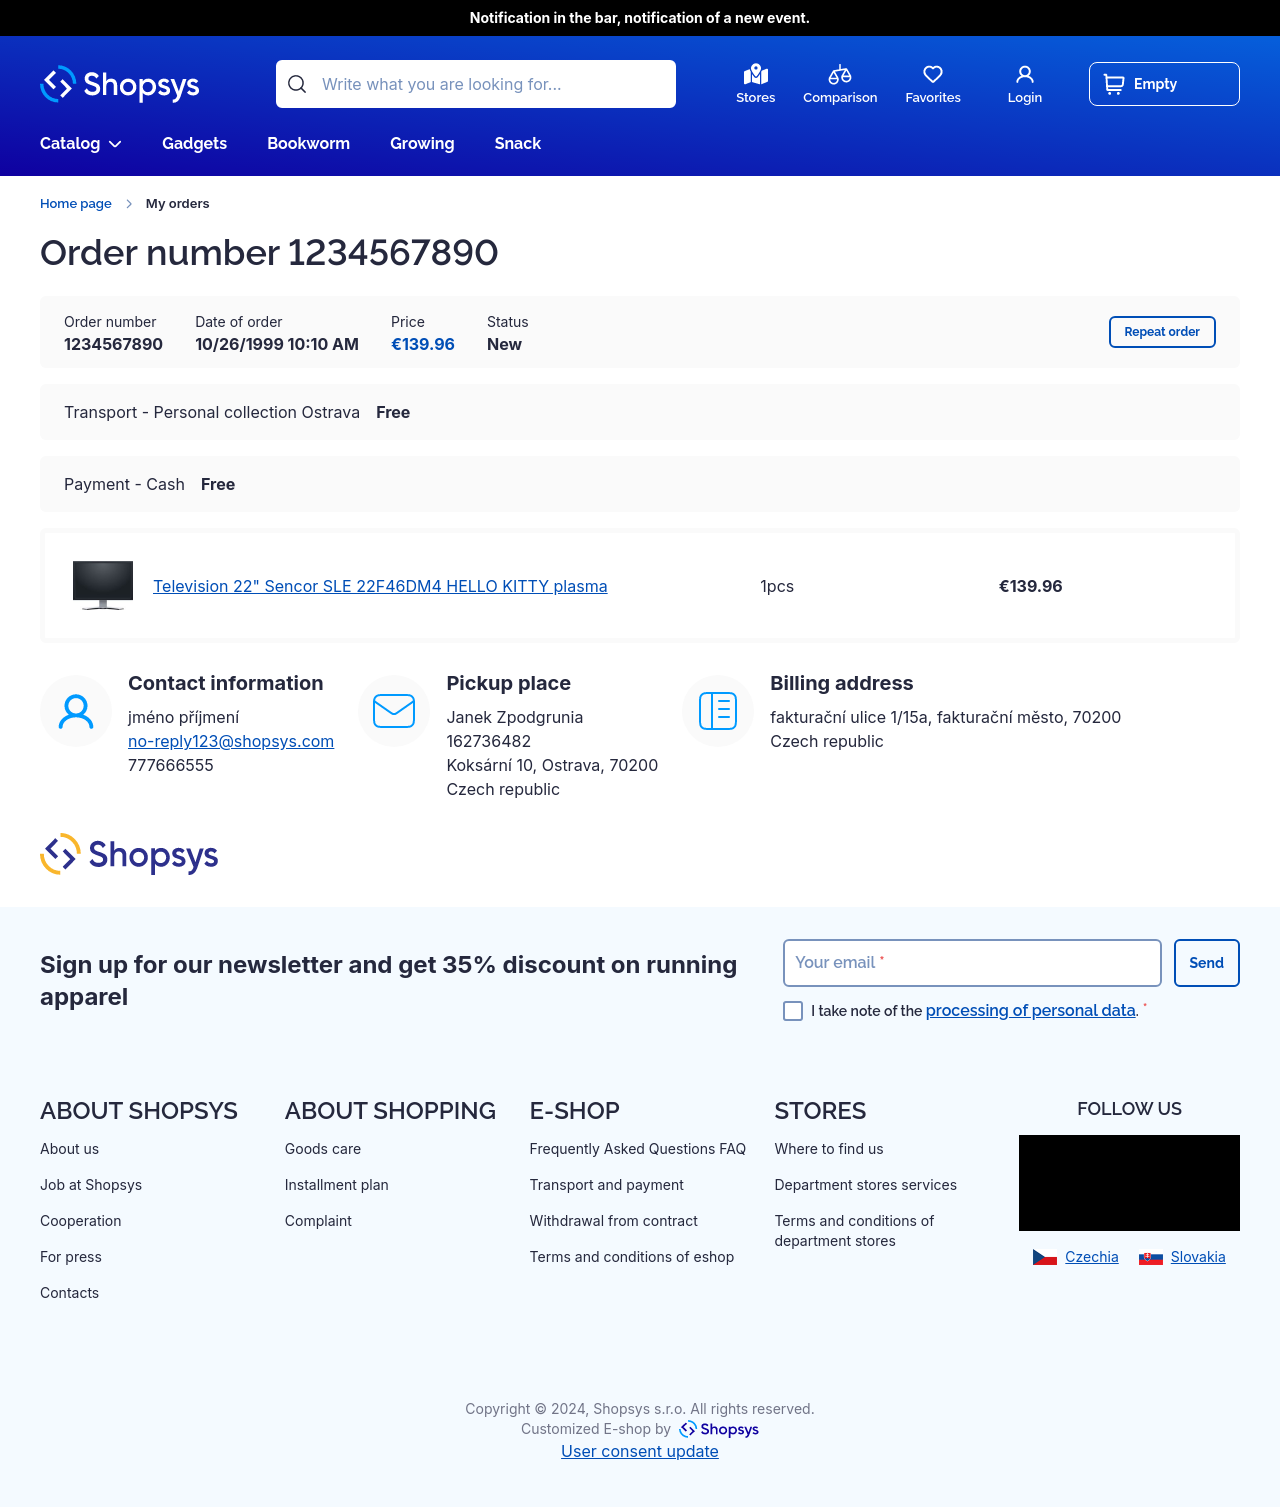 Notification in the bar, notification of a new event.
Shopsys
Write what you are looking for...
Stores
Comparison
Favorites
Login
Empty
Catalog
Gadgets
Bookworm
Growing
Snack
Home page
My orders
Order number 1234567890
Order number
1234567890
Date of order
10/26/1999 10:10 AM
Price
€139.96
Status
New
Repeat order
Transport - Personal collection Ostrava Free
Payment - Cash Free
Television 22" Sencor SLE 22F46DM4 HELLO KITTY plasma
1pcs
€139.96
Contact information
jméno příjmení
no-reply123@shopsys.com
777666555
Pickup place
Janek Zpodgrunia
162736482
Koksární 10, Ostrava, 70200
Czech republic
Billing address
fakturační ulice 1/15a, fakturační město, 70200
Czech republic
Shopsys
Sign up for our newsletter and get 35% discount on running
apparel
Your email *
Send
I take note of the processing of personal data. *
ABOUT SHOPSYS
About us
Job at Shopsys
Cooperation
For press
Contacts
ABOUT SHOPPING
Goods care
Installment plan
Complaint
E-SHOP
Frequently Asked Questions FAQ
Transport and payment
Withdrawal from contract
Terms and conditions of eshop
STORES
Where to find us
Department stores services
Terms and conditions of
department stores
FOLLOW US
Czechia
Slovakia
Copyright © 2024, Shopsys s.r.o. All rights reserved.
Customized E-shop by Shopsys
User consent update